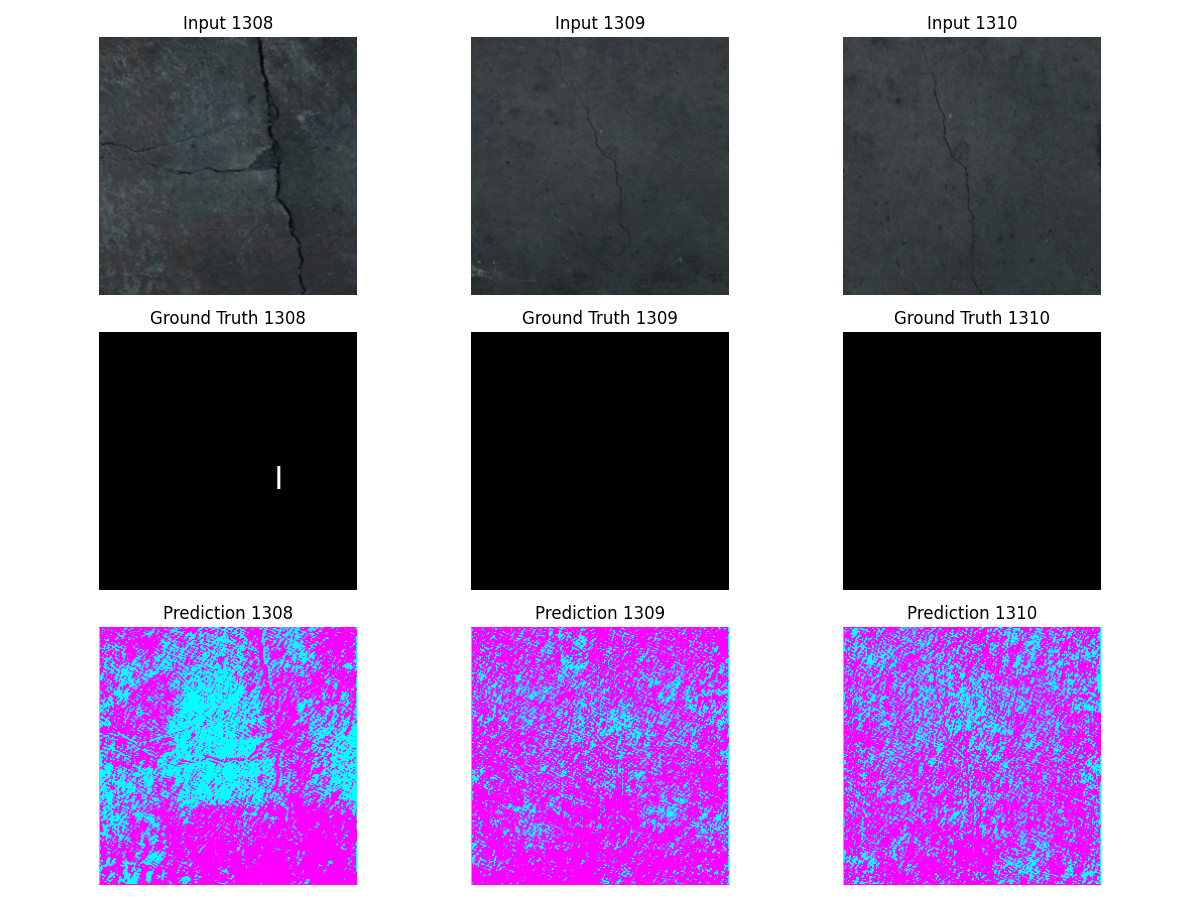 Input 1308
Input 1309
Input 1310
Ground Truth 1308
Ground Truth 1309
Ground Truth 1310
Prediction 1308
Prediction 1309
Prediction 1310